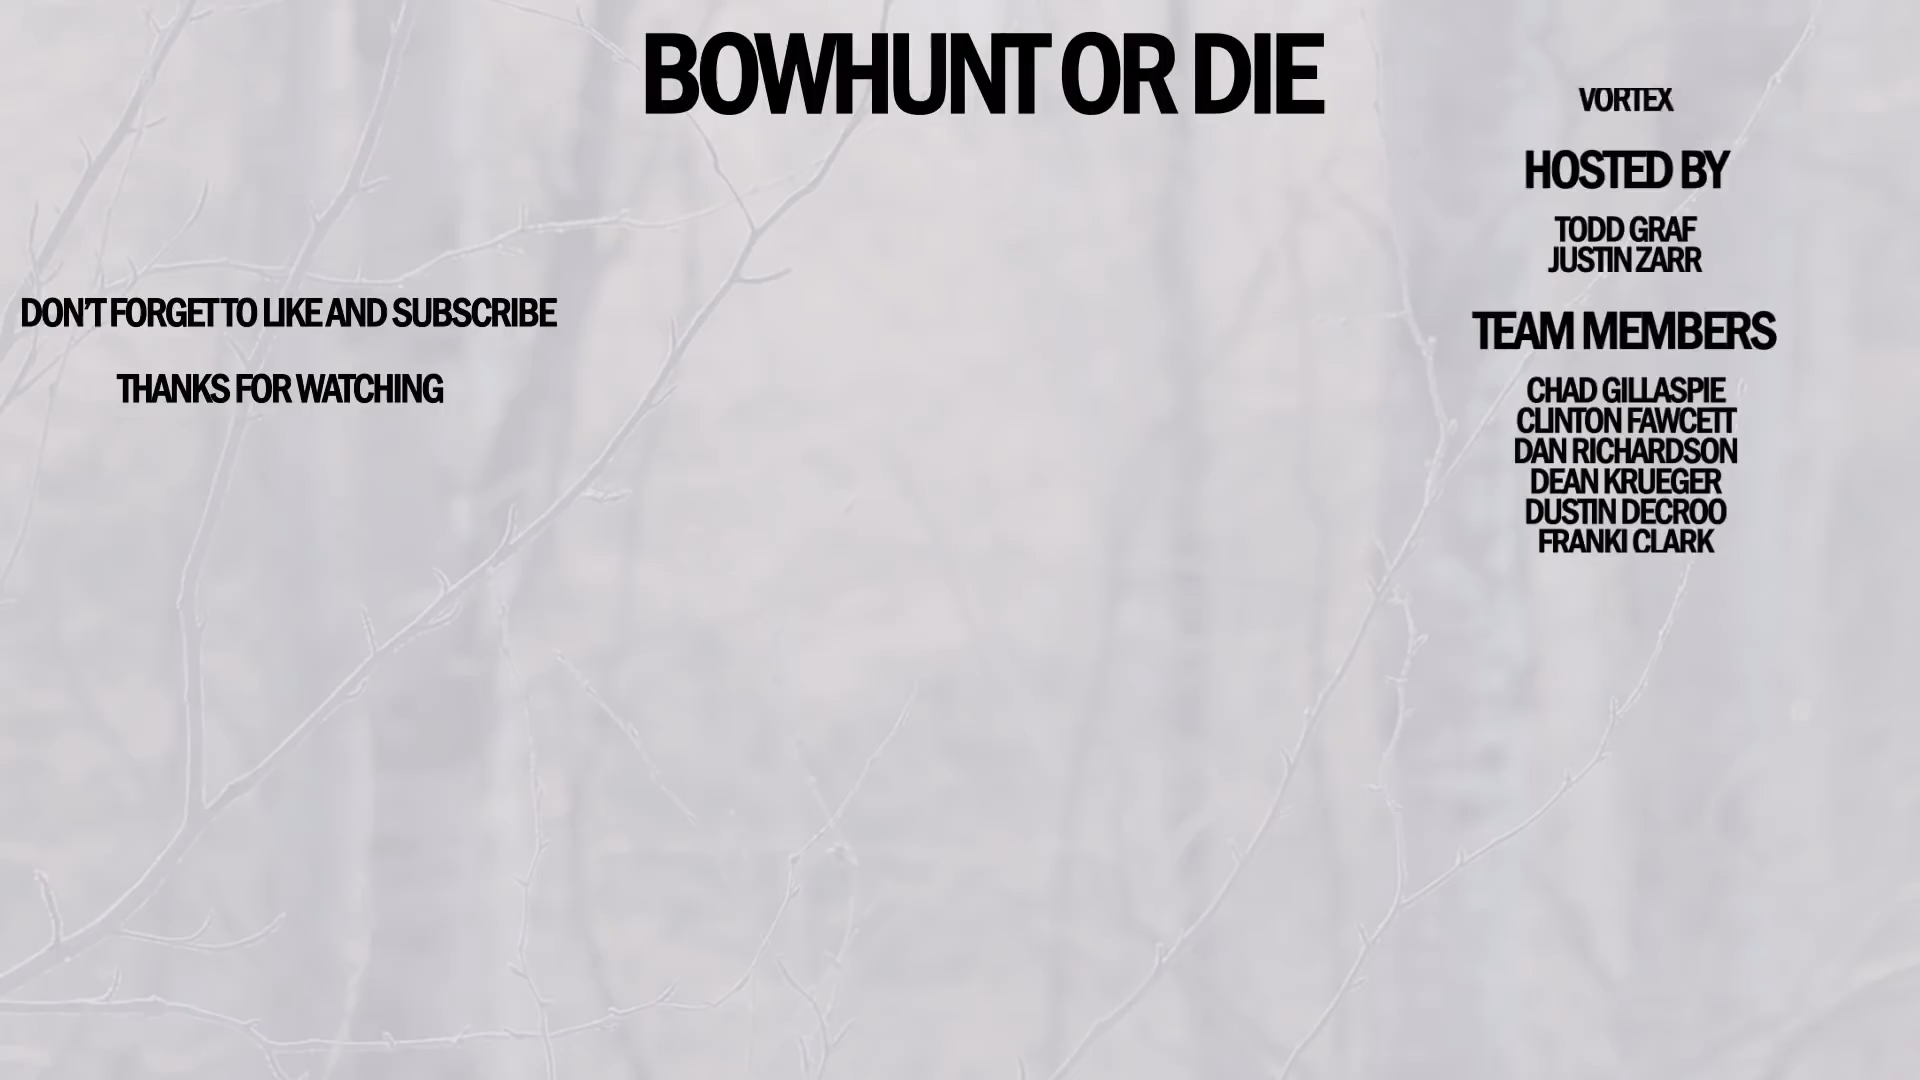 BOWHUNT OR DIE
DON'T FORGET TO LIKE AND SUBSCRIBE
THANKS FOR WATCHING
VORTEX
HOSTED BY
TODD GRAF
JUSTIN ZARR
TEAM MEMBERS
CHAD GILLASPIE
CLINTON FAWCETT
DAN RICHARDSON
DEAN KRUEGER
DUSTIN DECROO
FRANKI CLARK